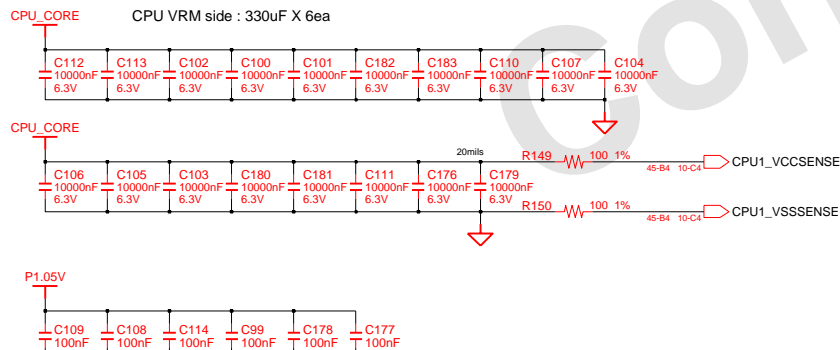 CPU_CORE CPU VRM side : 330uF X 6ea
C112 C113 C102 C100 C101 C182 C183 C110 C107 C104
10000nF 10000nF 10000nF 10000nF 10000nF 10000nF 10000nF 10000nF 10000nF 10000nF
6.3V 6.3V 6.3V 6.3V 6.3V 6.3V 6.3V 6.3V 6.3V 6.3V
CPU_CORE
20mils R149 100 1% 45-B4 10-C4 CPU1_VCCSENSE
C106 C105 C103 C180 C181 C111 C176 C179
10000nF 10000nF 10000nF 10000nF 10000nF 10000nF 10000nF 10000nF
6.3V 6.3V 6.3V 6.3V 6.3V 6.3V 6.3V 6.3V
R150 100 1% 45-B4 10-C4 CPU1_VSSSENSE
P1.05V
C109 C108 C114 C99 C178 C177
100nF 100nF 100nF 100nF 100nF 100nF